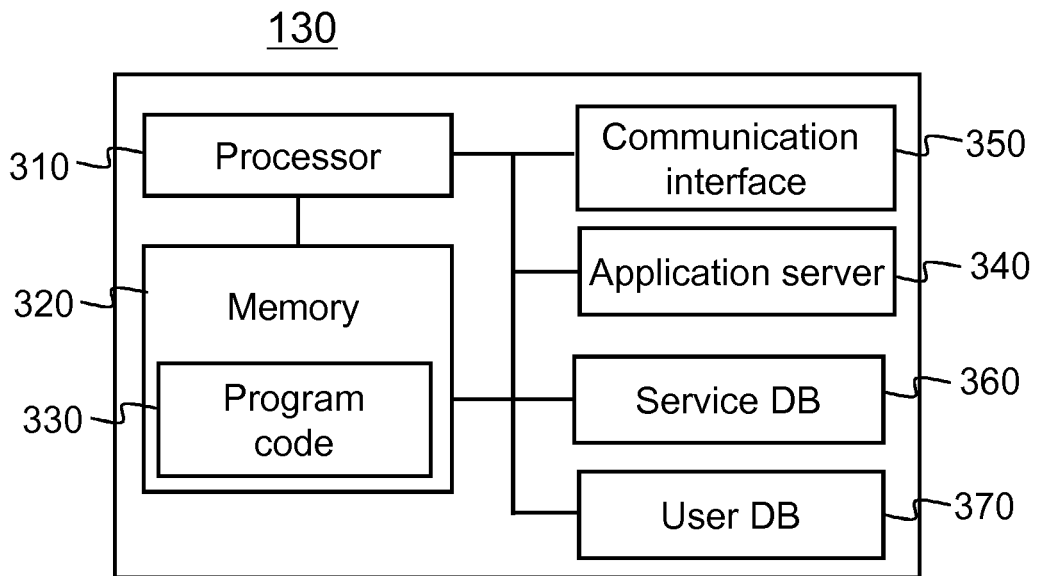 130
310
Processor
Communication
interface
350
Application server
340
320
Memory
330
Program
code
Service DB
360
User DB
370